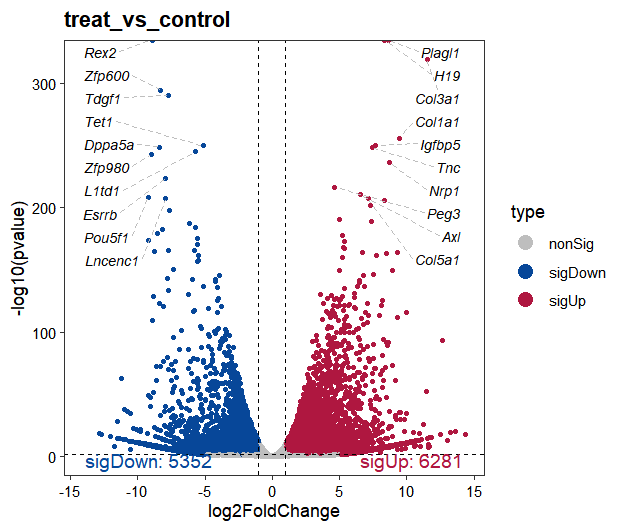 treat_vs_control
Rex2
Zfp600
Tdgf1
Tet1
Dppa5a
Zfp980
L1td1
Esrrb
Pou5f1
Lncenc1
Plagl1
H19
Col3a1
Col1a1
Igfbp5
Tnc
Nrp1
Peg3
Axl
Col5a1
300
200
100
0
-log10(pvalue)
sigDown: 5352
sigUp: 6281
-15
-10
-5
0
5
10
15
log2FoldChange
type
nonSig
sigDown
sigUp